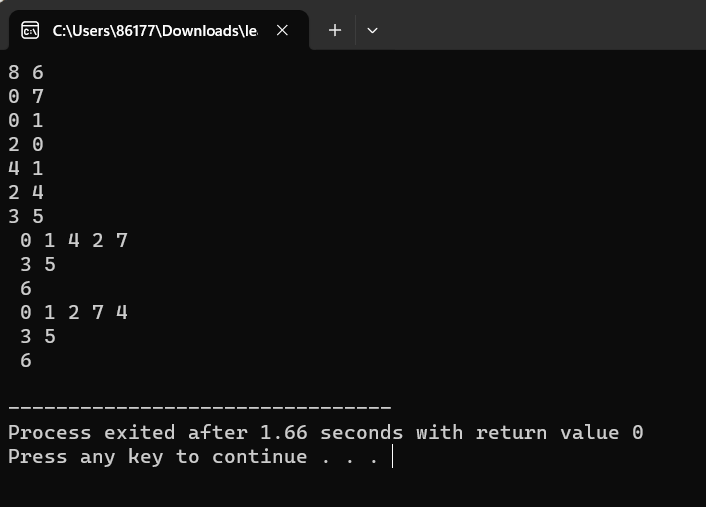 C:\Users\86177\Downloads\le
8 6
0 7
0 1
2 0
4 1
2 4
3 5
0 1 4 2 7
3 5
6
0 1 2 7 4
3 5
6
--------------------------------
Process exited after 1.66 seconds with return value 0
Press any key to continue . . .